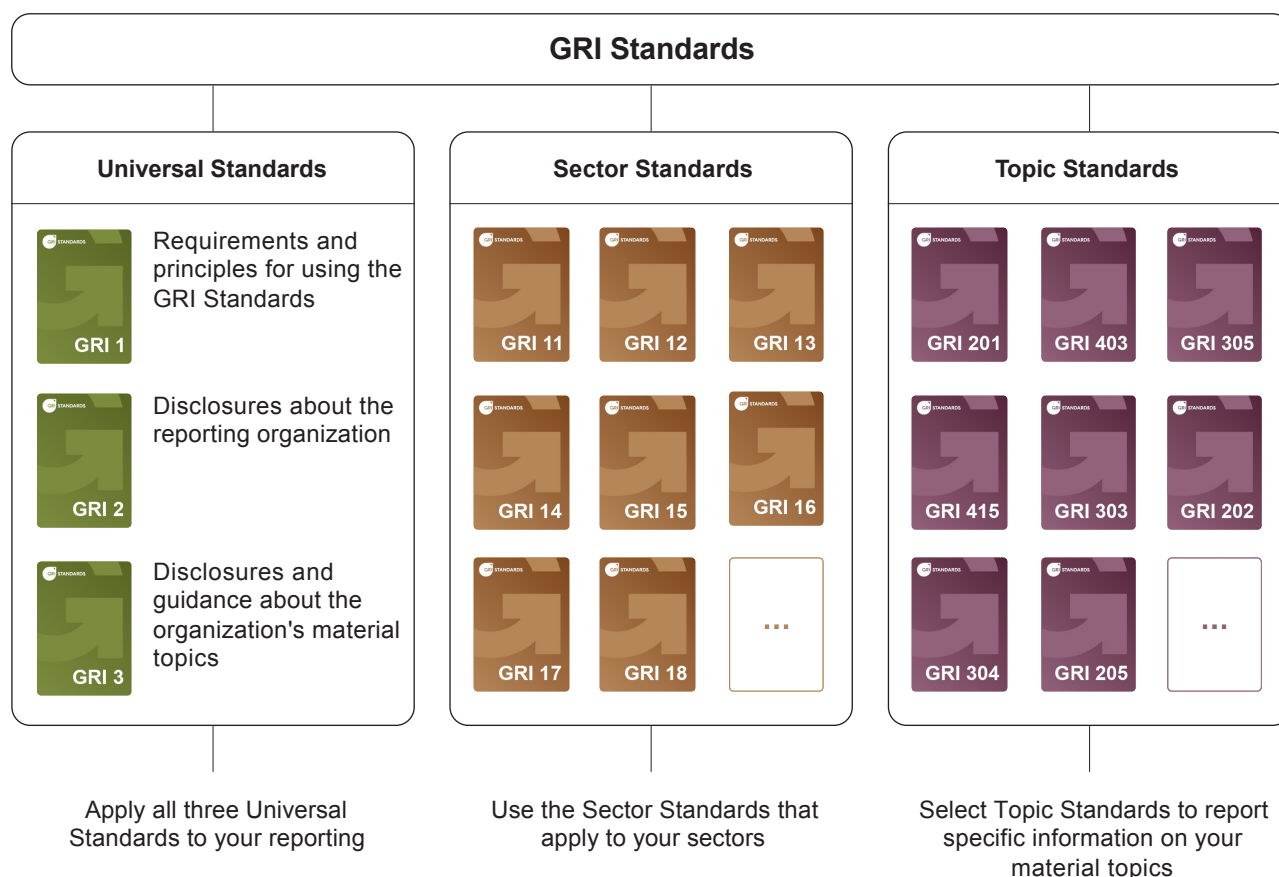 GRI Standards
Universal Standards
GRI STANDARDS
GRI 1
Requirements and
principles for using the
GRI Standards
GRI STANDARDS
GRI 2
Disclosures about the
reporting organization
GRI STANDARDS
GRI 3
Disclosures and
guidance about the
organization's material
topics
Apply all three Universal
Standards to your reporting
Sector Standards
GRI STANDARDS
GRI 11
GRI STANDARDS
GRI 12
GRI STANDARDS
GRI 13
GRI STANDARDS
GRI 14
GRI STANDARDS
GRI 15
GRI STANDARDS
GRI 16
GRI STANDARDS
GRI 17
GRI STANDARDS
GRI 18
...
Use the Sector Standards that
apply to your sectors
Topic Standards
GRI STANDARDS
GRI 201
GRI STANDARDS
GRI 403
GRI STANDARDS
GRI 305
GRI STANDARDS
GRI 415
GRI STANDARDS
GRI 303
GRI STANDARDS
GRI 202
GRI STANDARDS
GRI 304
GRI STANDARDS
GRI 205
...
Select Topic Standards to report
specific information on your
material topics